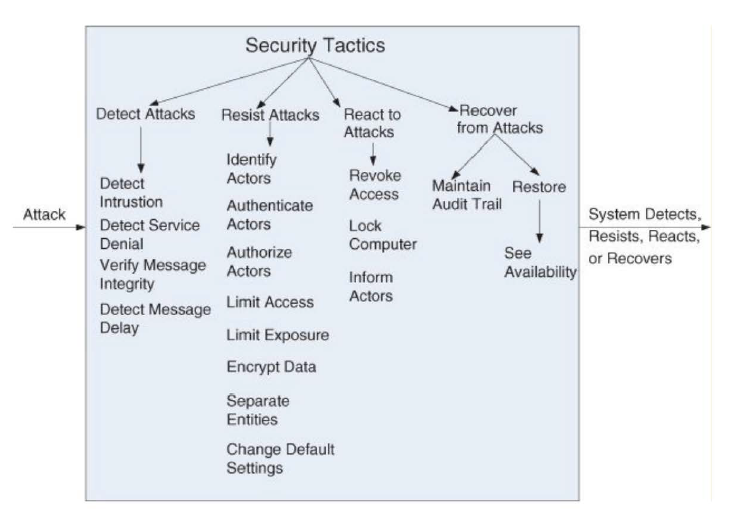 Security Tactics
Detect Attacks
Resist Attacks
React to
Attacks
Recover
from Attacks
Detect
Intrustion
Detect Service
Denial
Verify Message
Integrity
Detect Message
Delay
Identify
Actors
Authenticate
Actors
Authorize
Actors
Limit Access
Limit Exposure
Encrypt Data
Separate
Entities
Change Default
Settings
Revoke
Access
Lock
Computer
Inform
Actors
Maintain
Audit Trail
Restore
See
Availability
Attack
System Detects,
Resists, Reacts,
or Recovers